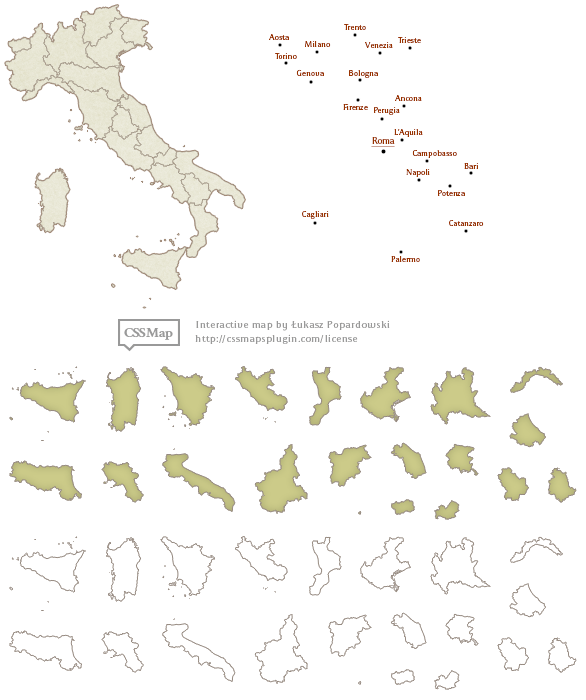 Trento
Aosta
Milano
Venezia
Trieste
Torino
Genova
Bologna
Firenze
Perugia
Ancona
Roma
L'Aquila
Campobasso
Napoli
Bari
Potenza
Cagliari
Catanzaro
Palermo
CSSMap
Interactive map by Łukasz Popardowski
http://cssmapsplugin.com/license